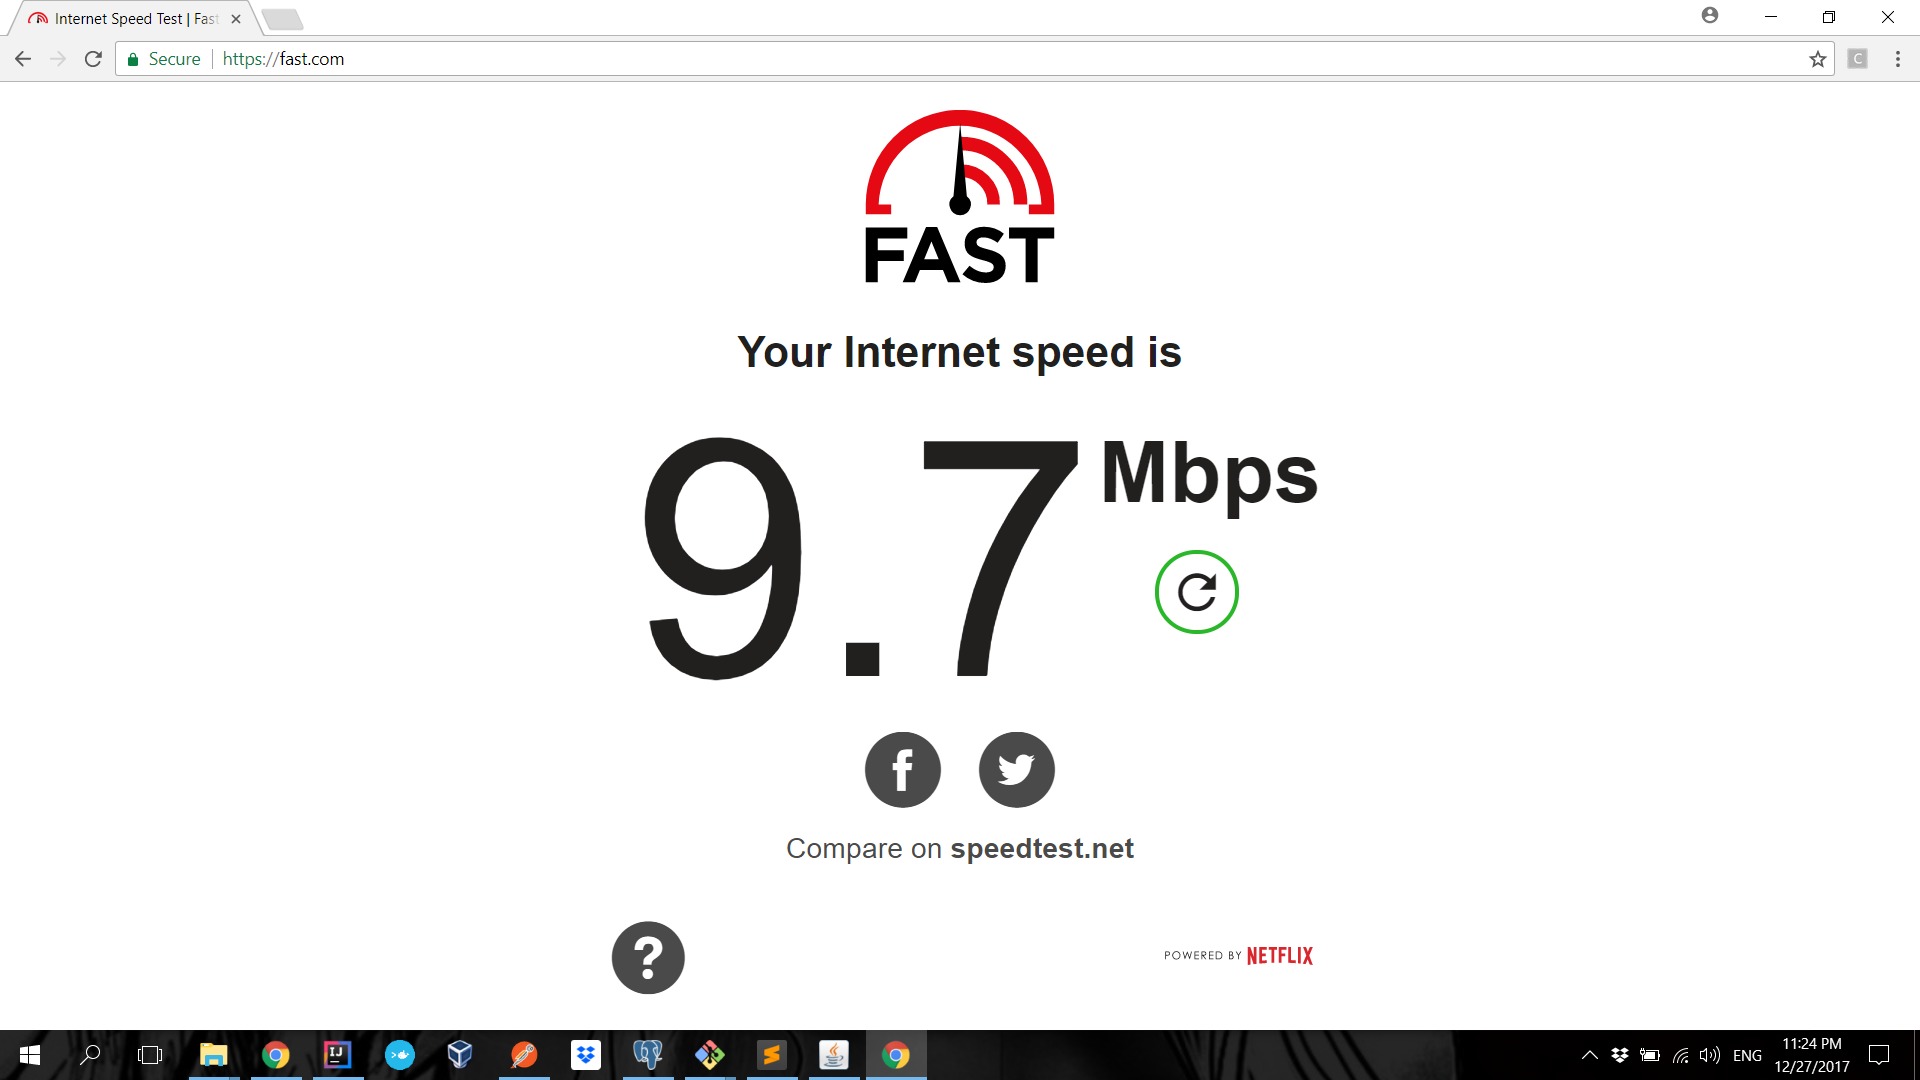 Internet Speed Test | Fast
Secure
https://fast.com
C
FAST
Your Internet speed is
9.7 Mbps
f
Compare on speedtest.net
?
POWERED BY NETFLIX
IJ
ENG
11:24 PM
12/27/2017